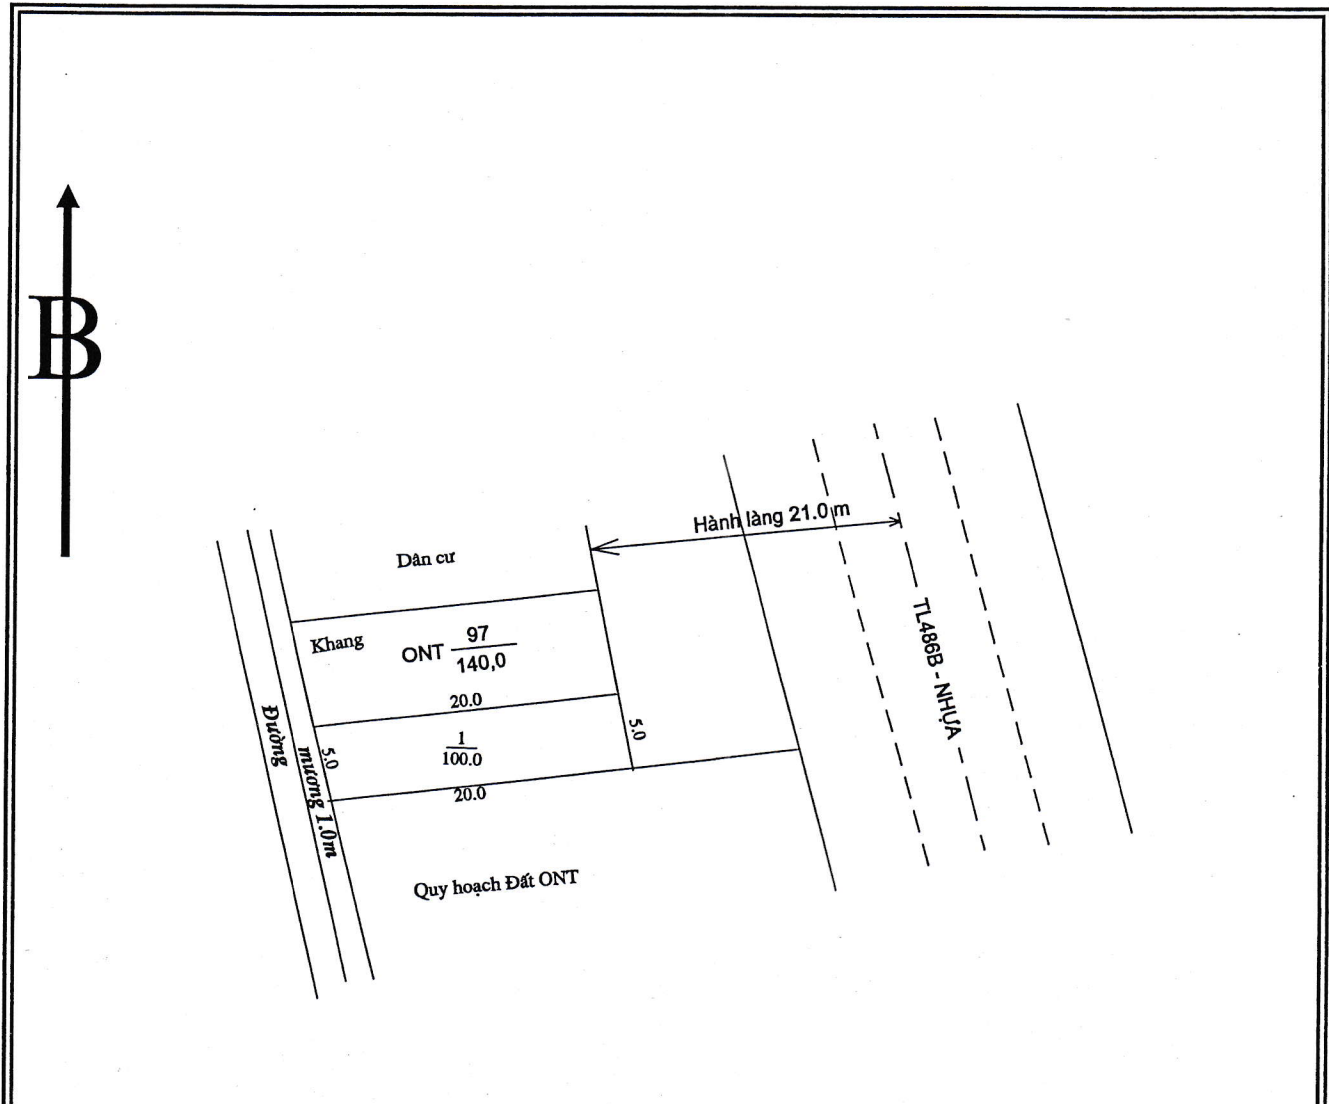 B
Hành làng 21.0 m
Dân cư
Khang
ONT 97
140,0
TL486B - NHỰA
20.0
5.0
1
100.0
5.0
20.0
Đường
mương 1.0m
Quy hoạch Đất ONT